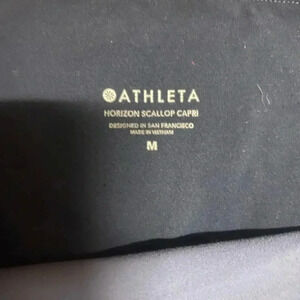 ATHLETA
HORIZON SCALLOP CAPRI
DESIGNED IN SAN FRANCISCO
MADE IN VIETNAM
M